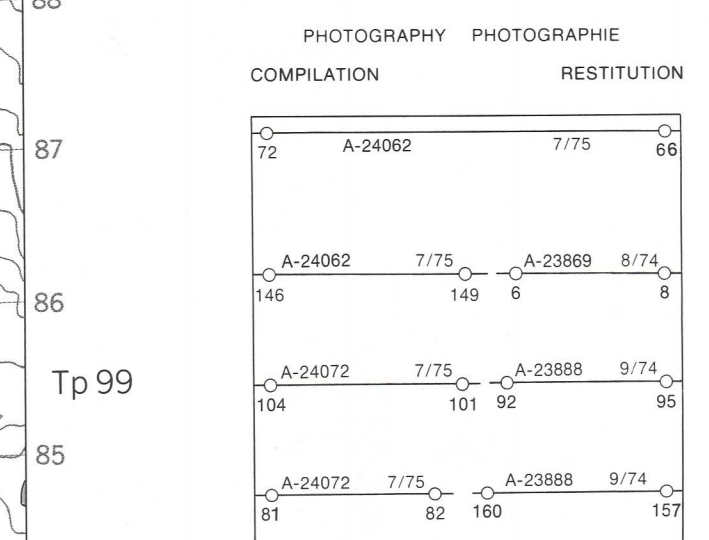 88
PHOTOGRAPHY PHOTOGRAPHIE
COMPILATION RESTITUTION
72 A-24062 7/75 66
87
A-24062 7/75 A-23869 8/74
146 149 6 8
86
A-24072 7/75 A-23888 9/74
Tp 99
104 101 92 95
85
A-24072 7/75 A-23888 9/74
81 82 160 157